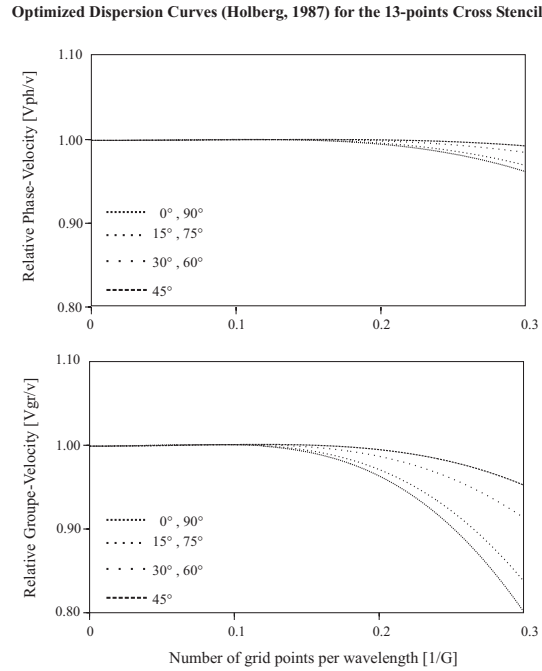 Optimized Dispersion Curves (Holberg, 1987) for the 13-points Cross Stencil
Relative Phase-Velocity [Vph/v]
1.10
1.00
0.90
0.80
0° , 90°
15° , 75°
30° , 60°
45°
0
0.1
0.2
0.3
Relative Groupe-Velocity [Vgr/v]
1.10
1.00
0.90
0.80
0° , 90°
15° , 75°
30° , 60°
45°
0
0.1
0.2
0.3
Number of grid points per wavelength [1/G]